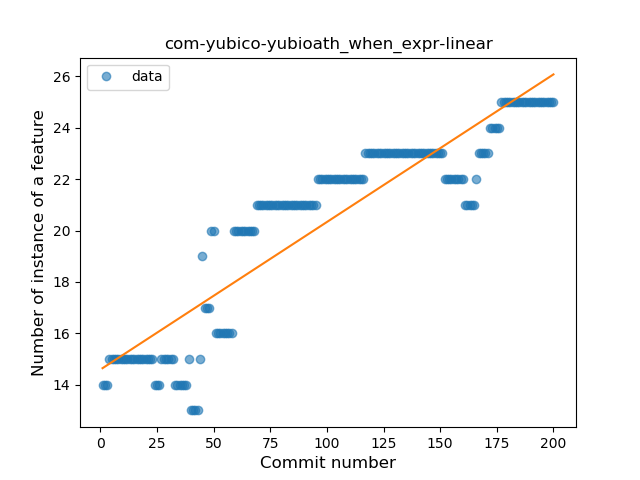 com-yubico-yubioath_when_expr-linear
data
Number of instance of a feature
26
24
22
20
18
16
14
0 25 50 75 100 125 150 175 200
Commit number